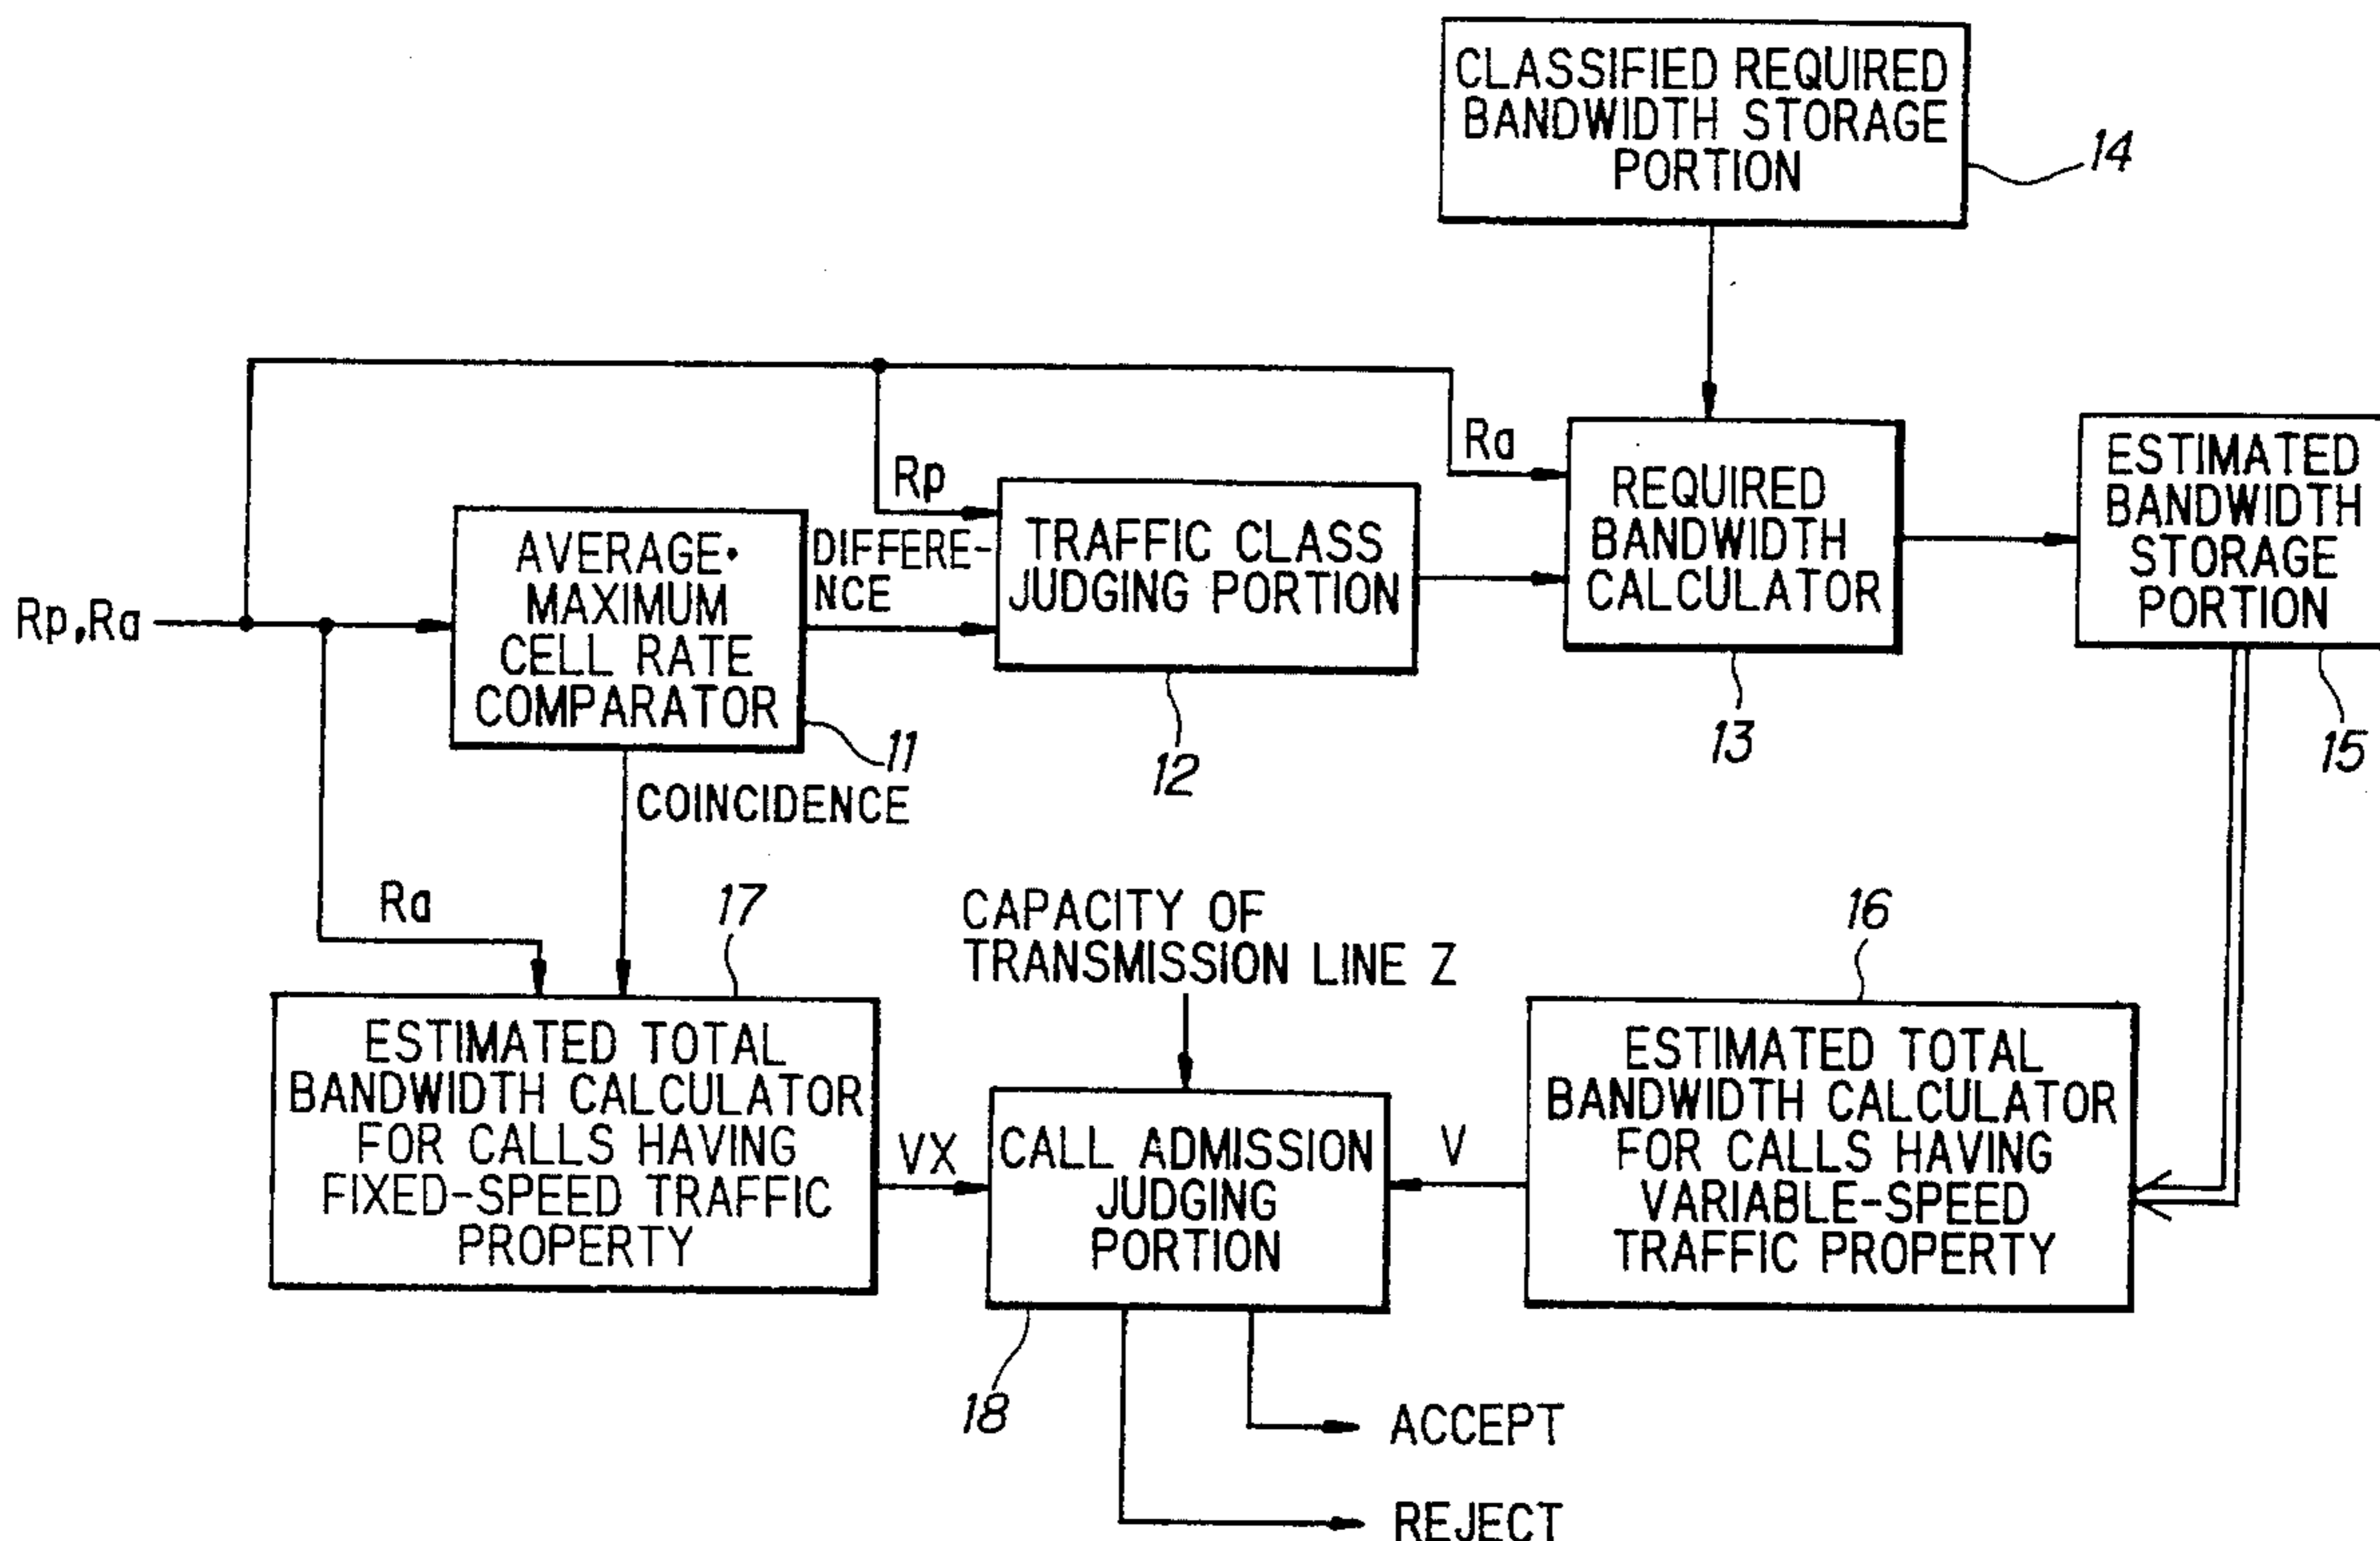 CLASSIFIED REQUIRED
BANDWIDTH STORAGE
PORTION
14
Rp,Ra
AVERAGE·
MAXIMUM
CELL RATE
COMPARATOR
11
DIFFERE-
NCE
COINCIDENCE
Rp
TRAFFIC CLASS
JUDGING PORTION
12
Ra
REQUIRED
BANDWIDTH
CALCULATOR
13
ESTIMATED
BANDWIDTH
STORAGE
PORTION
15
Ra
17
ESTIMATED TOTAL
BANDWIDTH CALCULATOR
FOR CALLS HAVING
FIXED-SPEED TRAFFIC
PROPERTY
VX
CAPACITY OF
TRANSMISSION LINE Z
CALL ADMISSION
JUDGING
PORTION
18
V
16
ESTIMATED TOTAL
BANDWIDTH CALCULATOR
FOR CALLS HAVING
VARIABLE-SPEED
TRAFFIC PROPERTY
ACCEPT
REJECT